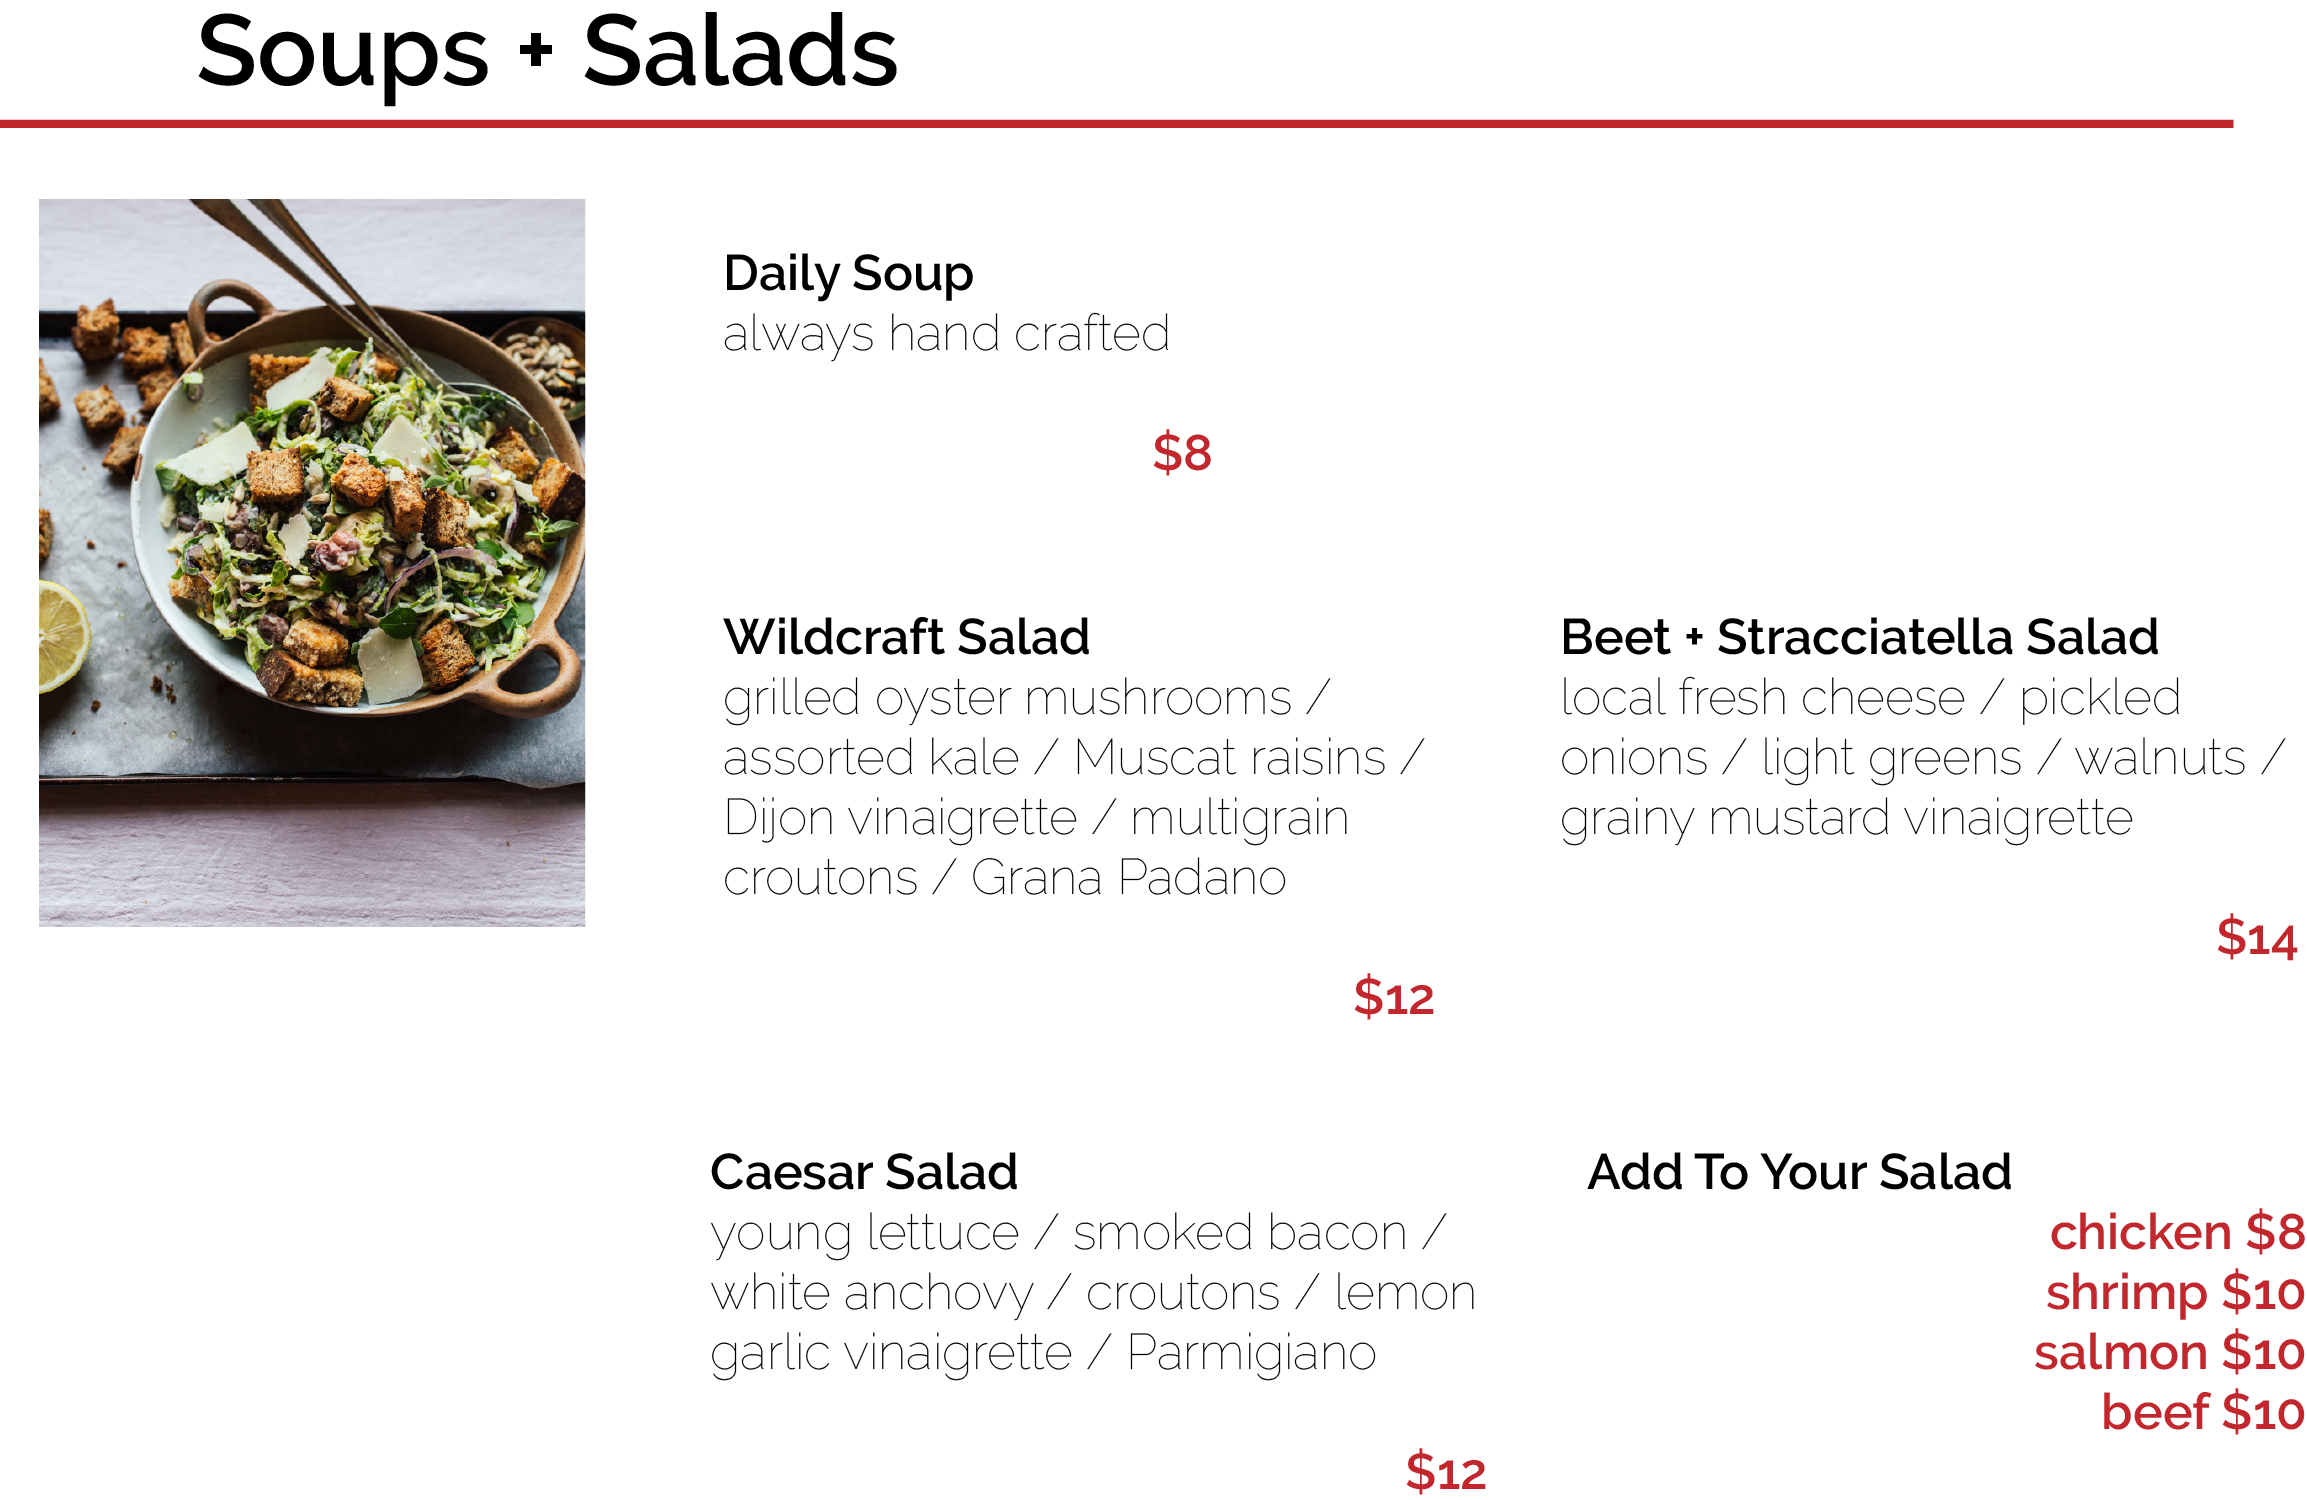 Soups + Salads
Daily Soup
always hand crafted
$8
Wildcraft Salad
grilled oyster mushrooms /
assorted kale / Muscat raisins /
Dijon vinaigrette / multigrain
croutons / Grana Padano
$12
Beet + Stracciatella Salad
local fresh cheese / pickled
onions / light greens / walnuts /
grainy mustard vinaigrette
$14
Caesar Salad
young lettuce / smoked bacon /
white anchovy / croutons / lemon
garlic vinaigrette / Parmigiano
$12
Add To Your Salad
chicken $8
shrimp $10
salmon $10
beef $10